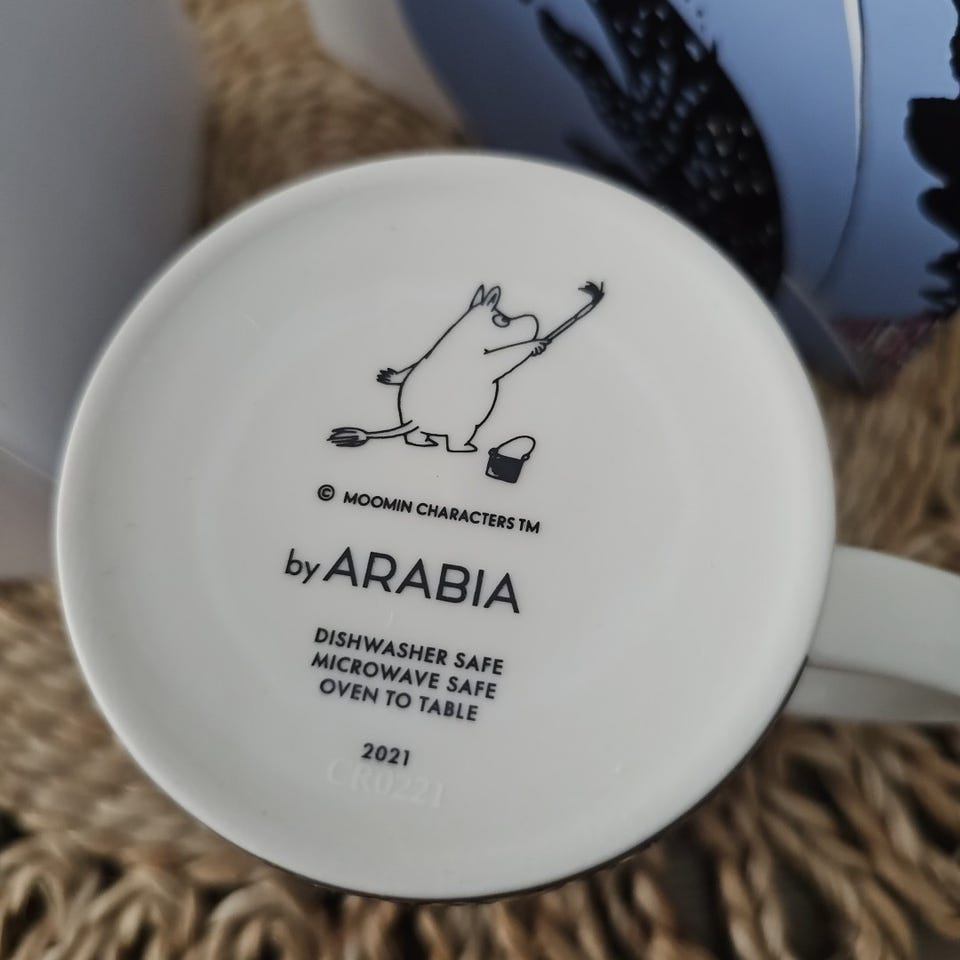 © MOOMIN CHARACTERS TM
by ARABIA
DISHWASHER SAFE
MICROWAVE SAFE
OVEN TO TABLE
2021
CR0221